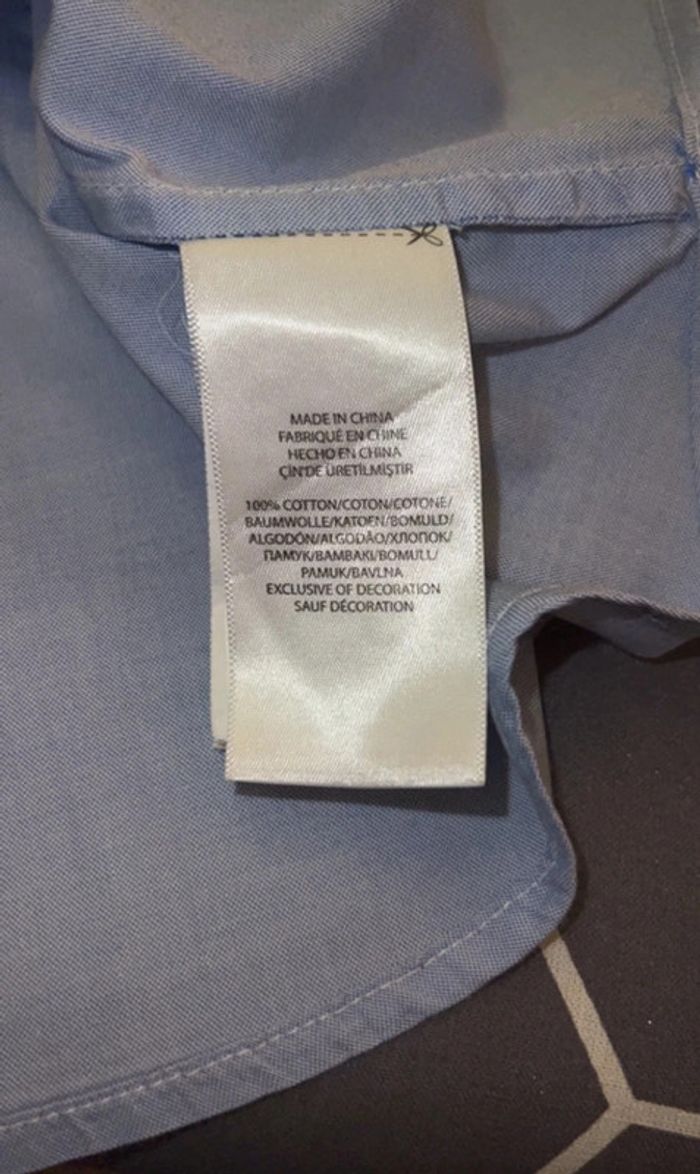 MADE IN CHINA
FABRIQUÉ EN CHINE
HECHO EN CHINA
ÇİN'DE ÜRETİLMİŞTİR
100% COTTON/COTON/COTONE/
BAUMWOLLE/KATOEN/BOMULD/
ALGODÓN/ALGODÃO/ХЛОПОК/
ПАМУК/BAMBAKI/BOMULL/
PAMUK/BAVLNA
EXCLUSIVE OF DECORATION
SAUF DÉCORATION